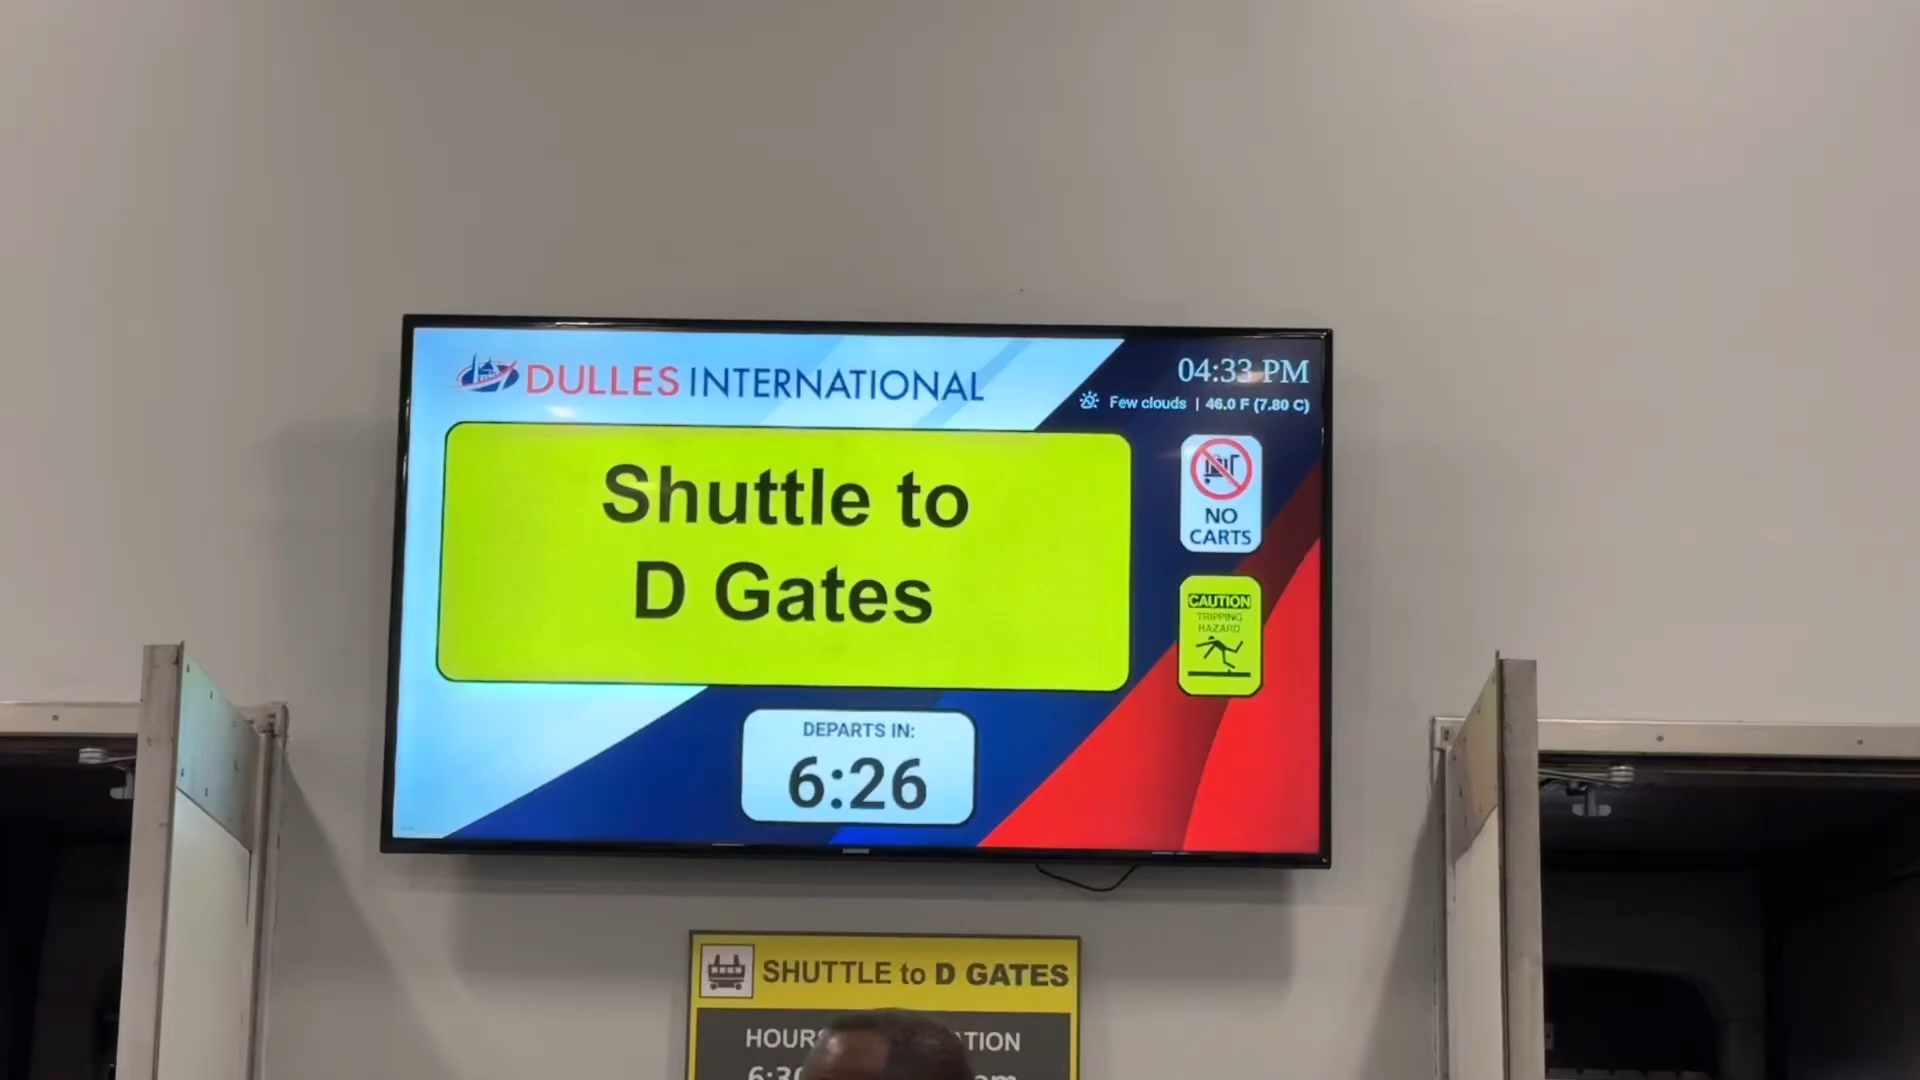 DULLES INTERNATIONAL
04:33 PM
Few clouds | 46.0 F (7.80 C)
Shuttle to
D Gates
NO
CARTS
CAUTION
TRIPPING
HAZARD
DEPARTS IN:
6:26
SHUTTLE to D GATES